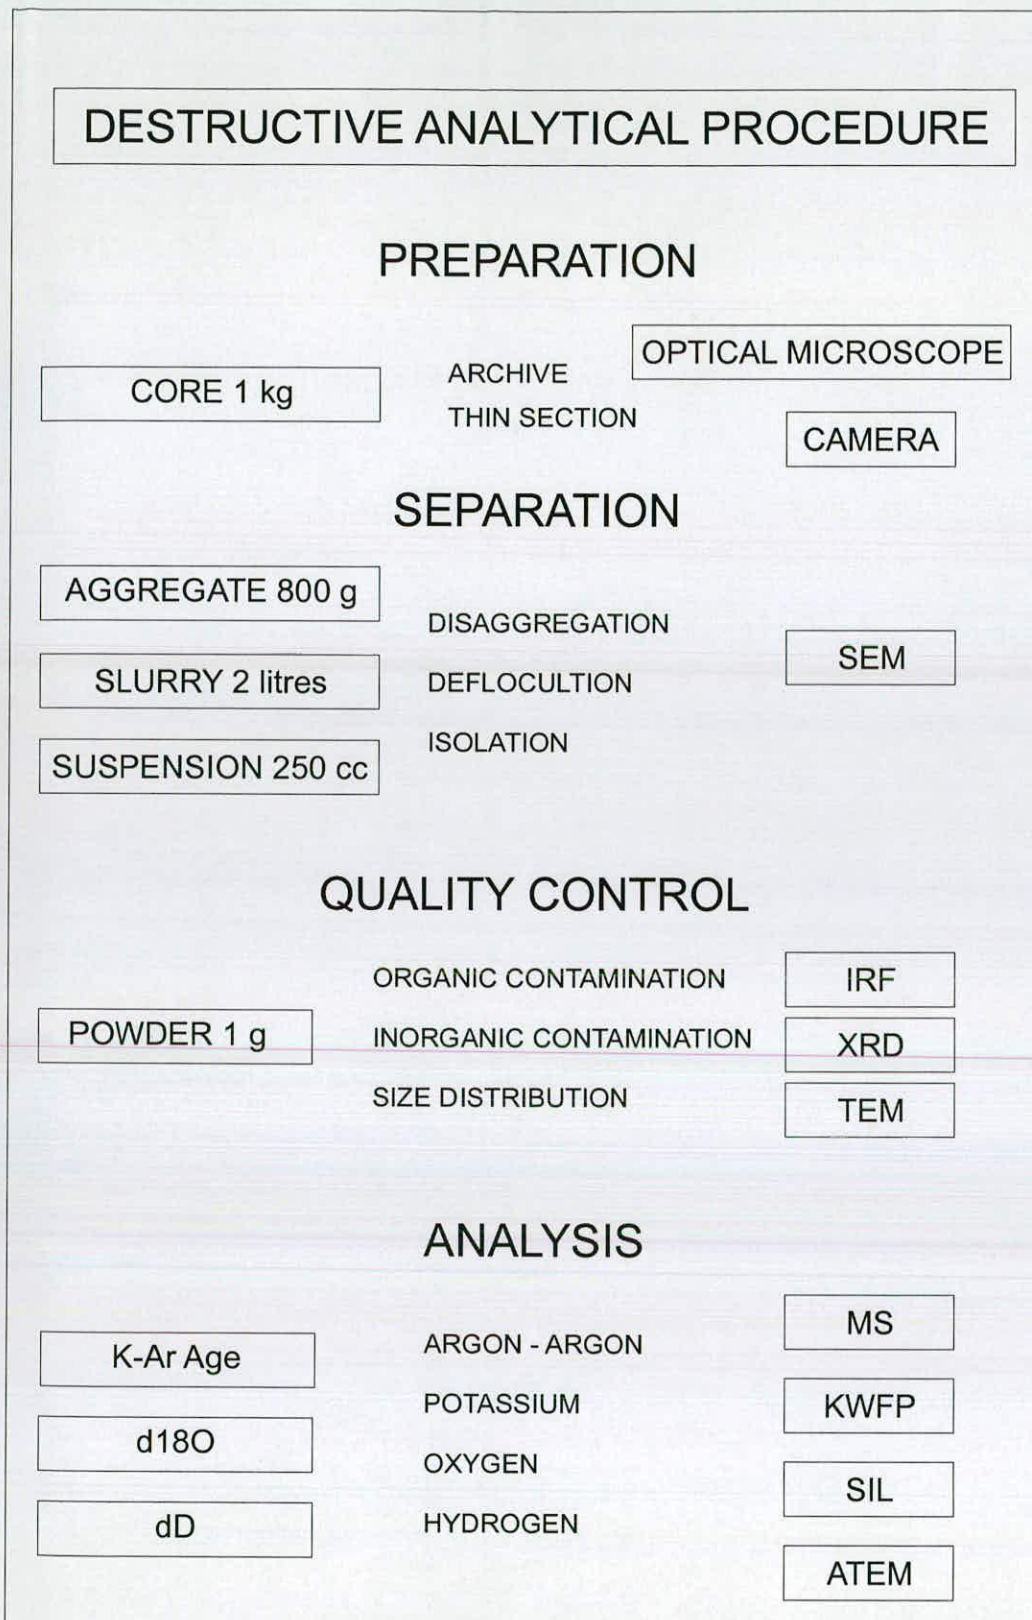 DESTRUCTIVE ANALYTICAL PROCEDURE
PREPARATION
CORE 1 kg
ARCHIVE
THIN SECTION
OPTICAL MICROSCOPE
CAMERA
SEPARATION
AGGREGATE 800 g
SLURRY 2 litres
SUSPENSION 250 cc
DISAGGREGATION
DEFLOCULTION
ISOLATION
SEM
QUALITY CONTROL
POWDER 1 g
ORGANIC CONTAMINATION
INORGANIC CONTAMINATION
SIZE DISTRIBUTION
IRF
XRD
TEM
ANALYSIS
K-Ar Age
d18O
dD
ARGON - ARGON
POTASSIUM
OXYGEN
HYDROGEN
MS
KWFP
SIL
ATEM